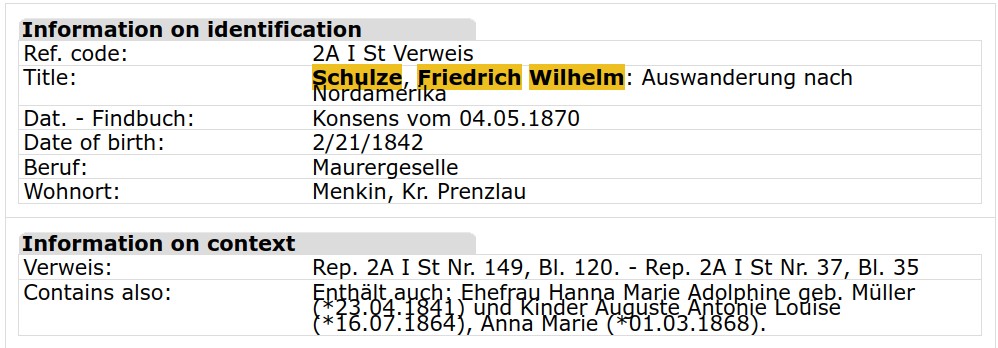 Information on identification
Ref. code: 2A I St Verweis
Title: Schulze, Friedrich Wilhelm: Auswanderung nach
Nordamerika
Dat. - Findbuch: Konsens vom 04.05.1870
Date of birth: 2/21/1842
Beruf: Maurergeselle
Wohnort: Menkin, Kr. Prenzlau
Information on context
Verweis: Rep. 2A I St Nr. 149, Bl. 120. - Rep. 2A I St Nr. 37, Bl. 35
Contains also: Enthält auch: Ehefrau Hanna Marie Adolphine geb. Müller
(*23.04.1841) und Kinder Auguste Antonie Louise
(*16.07.1864), Anna Marie (*01.03.1868).